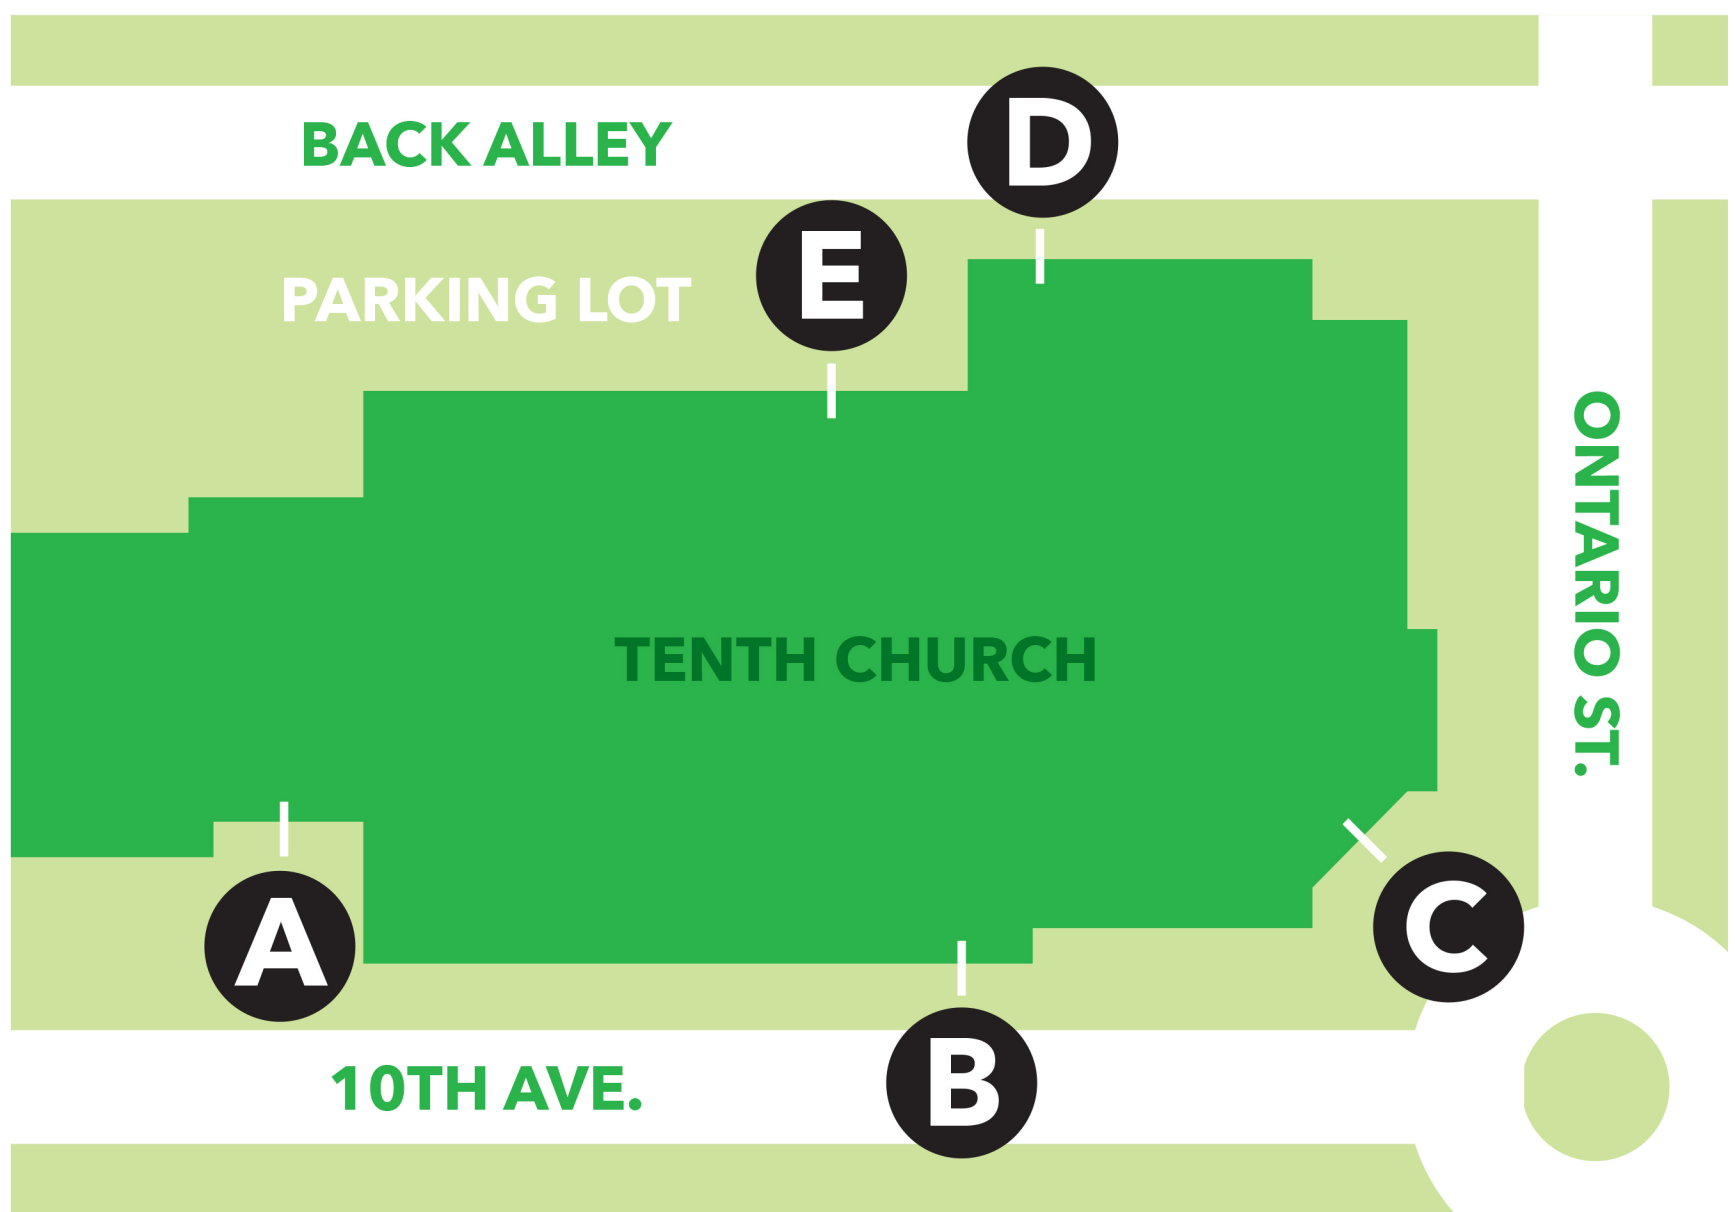 BACK ALLEY
D
E
PARKING LOT
ONTARIO ST.
TENTH CHURCH
A
C
B
10TH AVE.